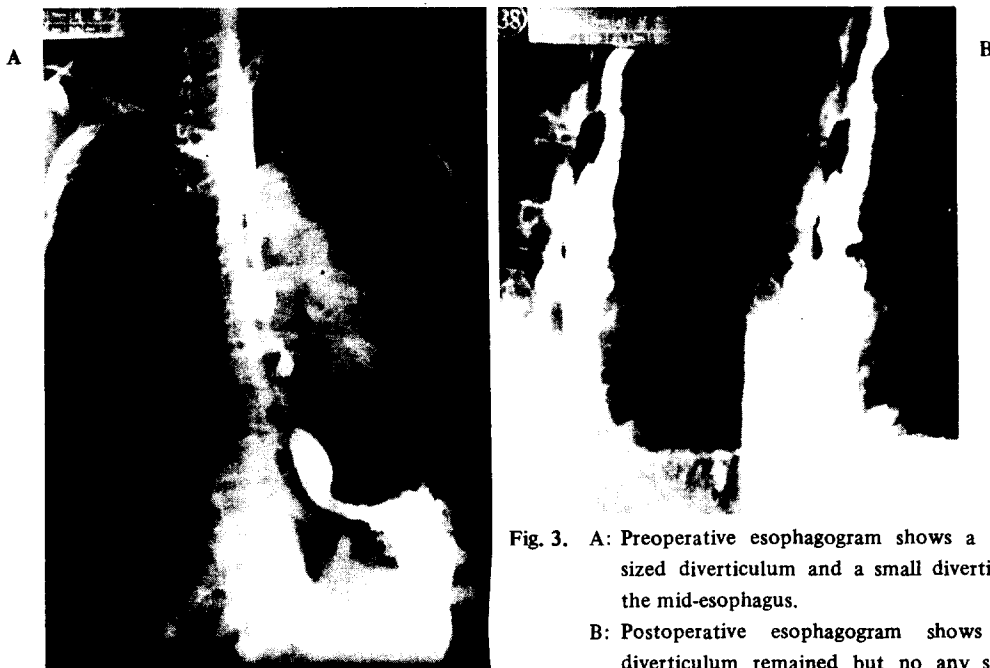 A
38)
B
Fig. 3. A: Preoperative esophagogram shows a
sized diverticulum and a small
the mid-esophagus.
B: Postoperative esophagogram shows
diverticulum remained but no any